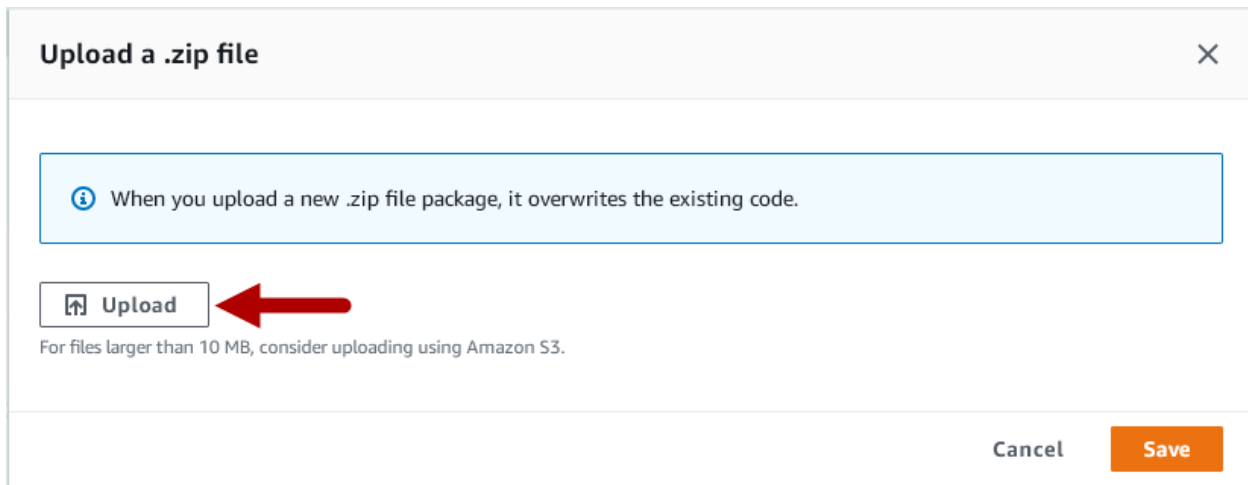 Upload a .zip file
When you upload a new .zip file package, it overwrites the existing code.
Upload
For files larger than 10 MB, consider uploading using Amazon S3.
Cancel Save